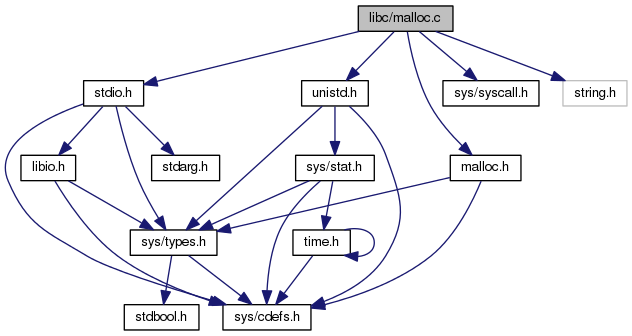 libc/malloc.c
stdio.h
unistd.h
sys/syscall.h
string.h
libio.h
stdarg.h
sys/stat.h
malloc.h
sys/types.h
time.h
stdbool.h
sys/cdefs.h